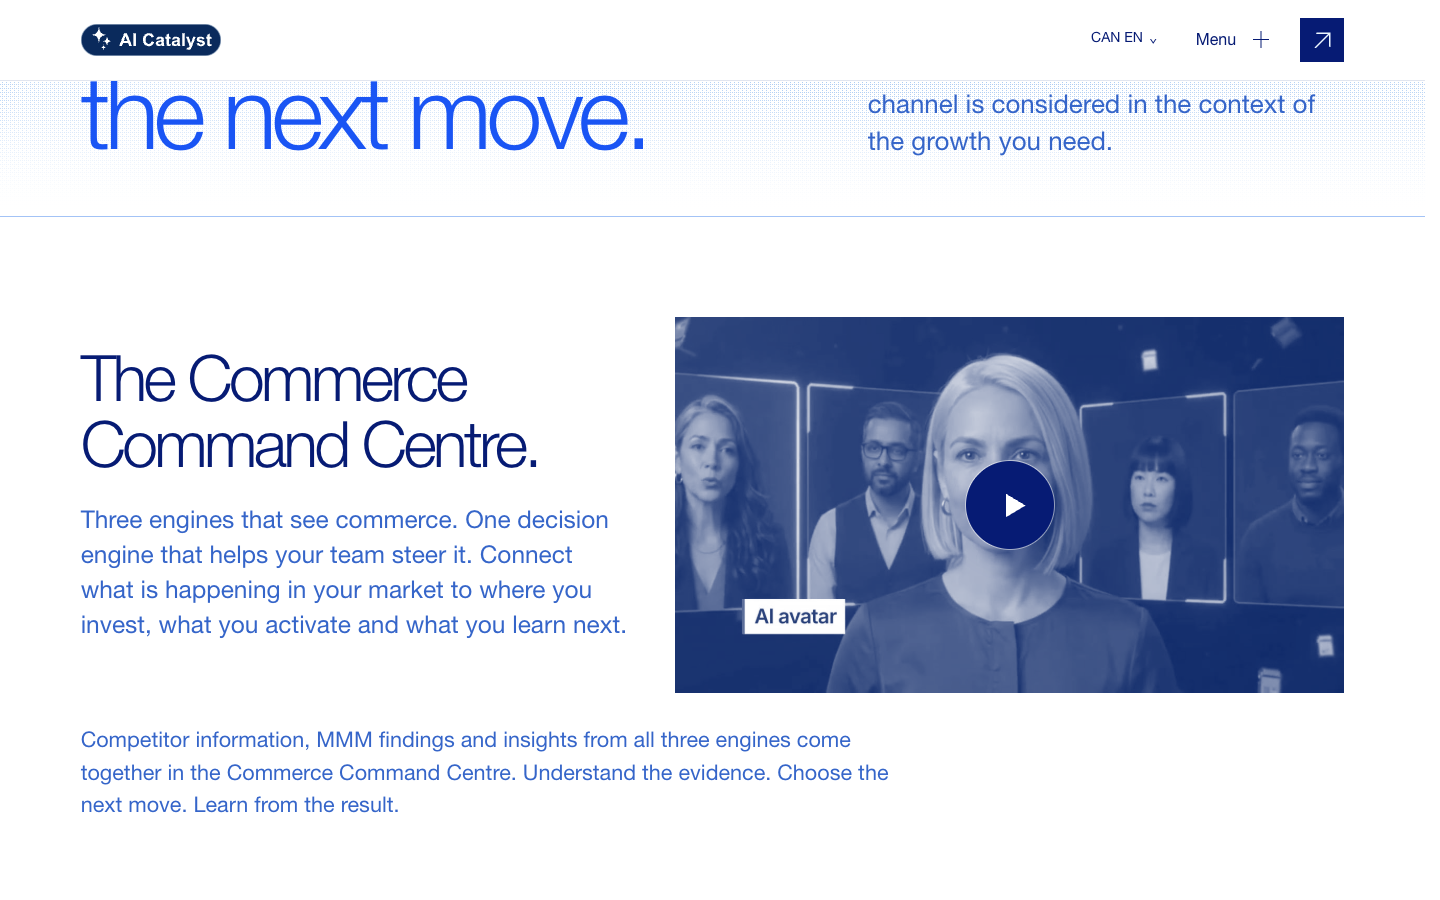 AI Catalyst
CAN EN
Menu
the next move.
channel is considered in the context of
the growth you need.
The Commerce
Command Centre.
Three engines that see commerce. One decision
engine that helps your team steer it. Connect
what is happening in your market to where you
invest, what you activate and what you learn next.
AI avatar
Competitor information, MMM findings and insights from all three engines come
together in the Commerce Command Centre. Understand the evidence. Choose the
next move. Learn from the result.